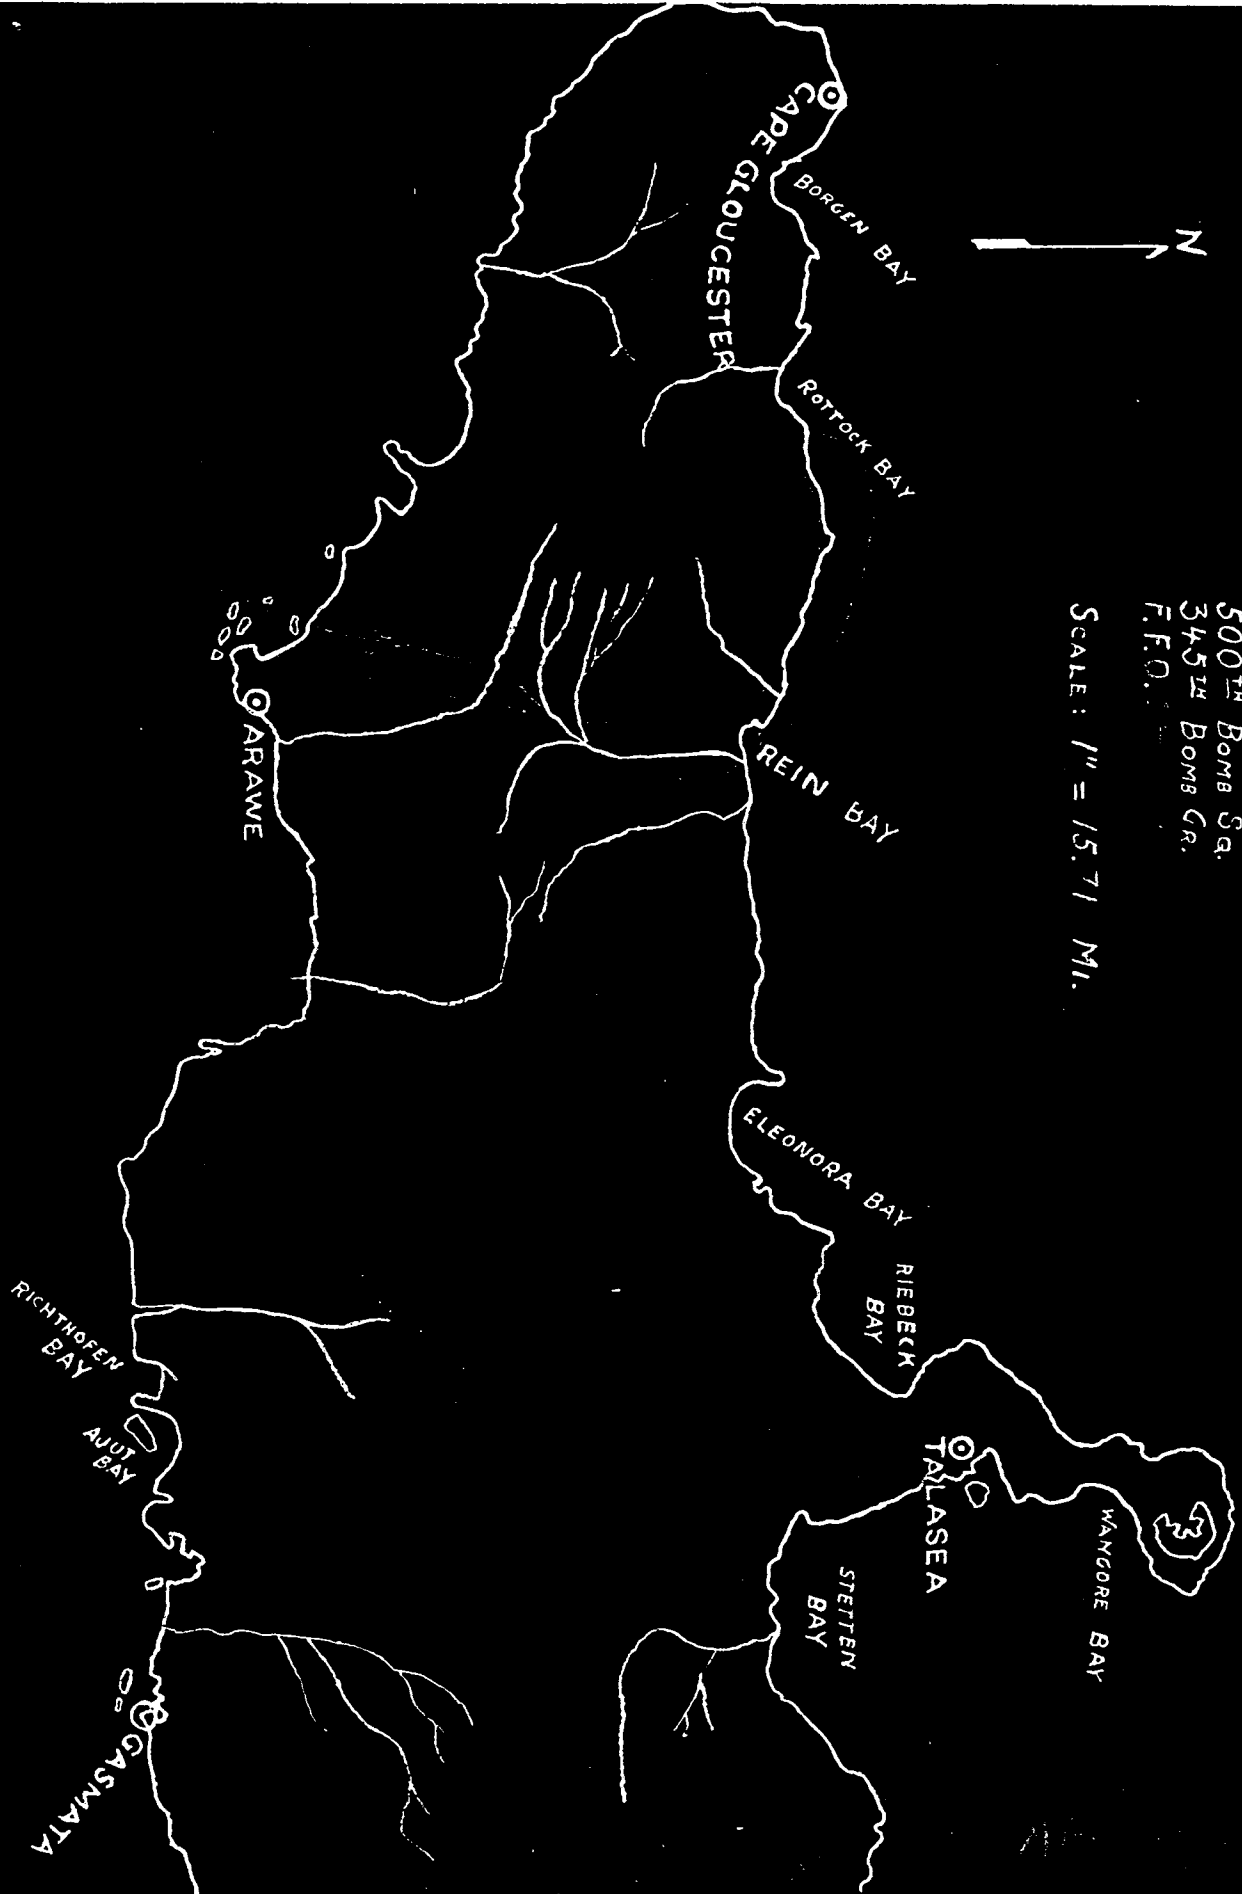 500TH BOMB SQ.
345TH BOMB GR.
F.F.O.
SCALE: 1" = 15.71 MI.
N
WANGORE BAY
TALASEA
RIEBECK
BAY
STETTEN
BAY
ELEONORA BAY
REIN BAY
ROTTOCK BAY
BORGEN BAY
CAPE GLOUCESTER
ARAWE
RICHTHOFEN
BAY
AJUT
BAY
GASMATA